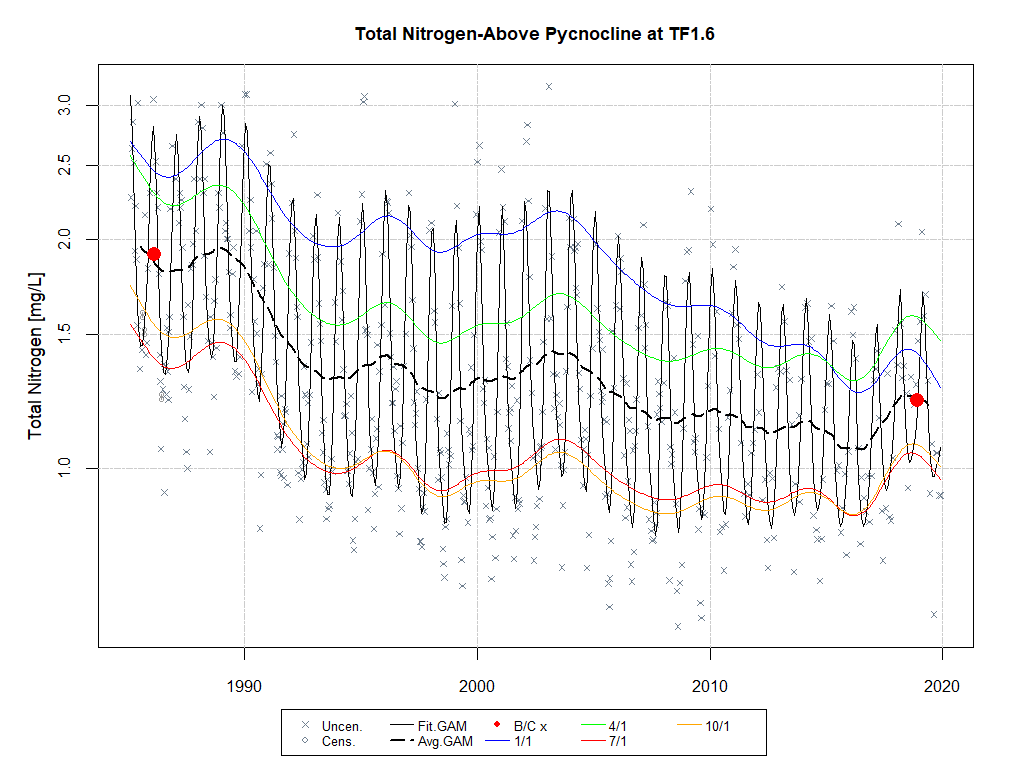 Total Nitrogen-Above Pycnocline at TF1.6
Total Nitrogen [mg/L]
3.0
2.5
2.0
1.5
1.0
1990 2000 2010 2020
Uncen. Fit.GAM B/C x 4/1 10/1
Cens. Avg.GAM 1/1 7/1